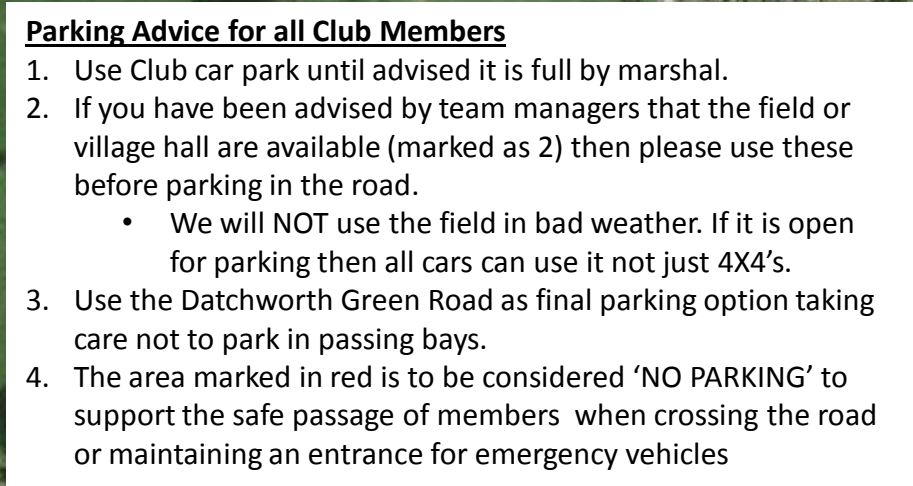 Parking Advice for all Club Members
1. Use Club car park until advised it is full by marshal.
2. If you have been advised by team managers that the field or
village hall are available (marked as 2) then please use these
before parking in the road.
• We will NOT use the field in bad weather. If it is open
for parking then all cars can use it not just 4X4's.
3. Use the Datchworth Green Road as final parking option taking
care not to park in passing bays.
4. The area marked in red is to be considered ‘NO PARKING’ to
support the safe passage of members  when crossing the road
or maintaining an entrance for emergency vehicles